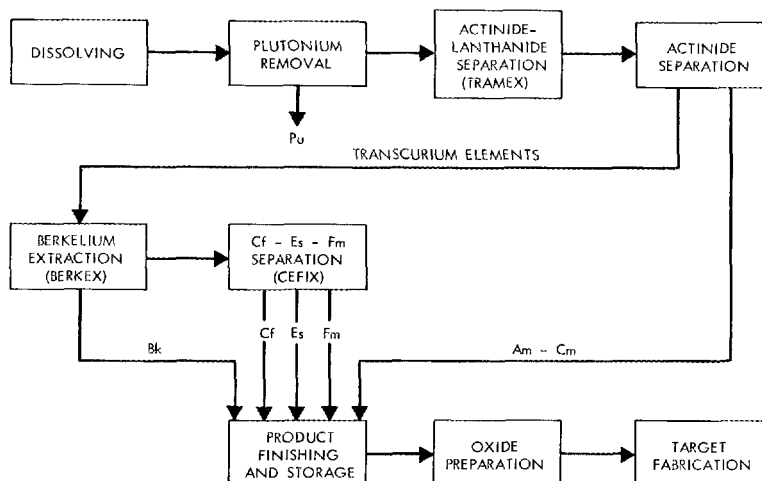 DISSOLVING
PLUTONIUM
REMOVAL
ACTINIDE-
LANTHANIDE
SEPARATION
(TRAMEX)
ACTINIDE
SEPARATION
Pu
TRANSCURIUM ELEMENTS
BERKELIUM
EXTRACTION
(BERKEX)
Cf - Es - Fm
SEPARATION
(CEFIX)
Cf
Es
Fm
Bk
Am - Cm
PRODUCT
FINISHING
AND STORAGE
OXIDE
PREPARATION
TARGET
FABRICATION